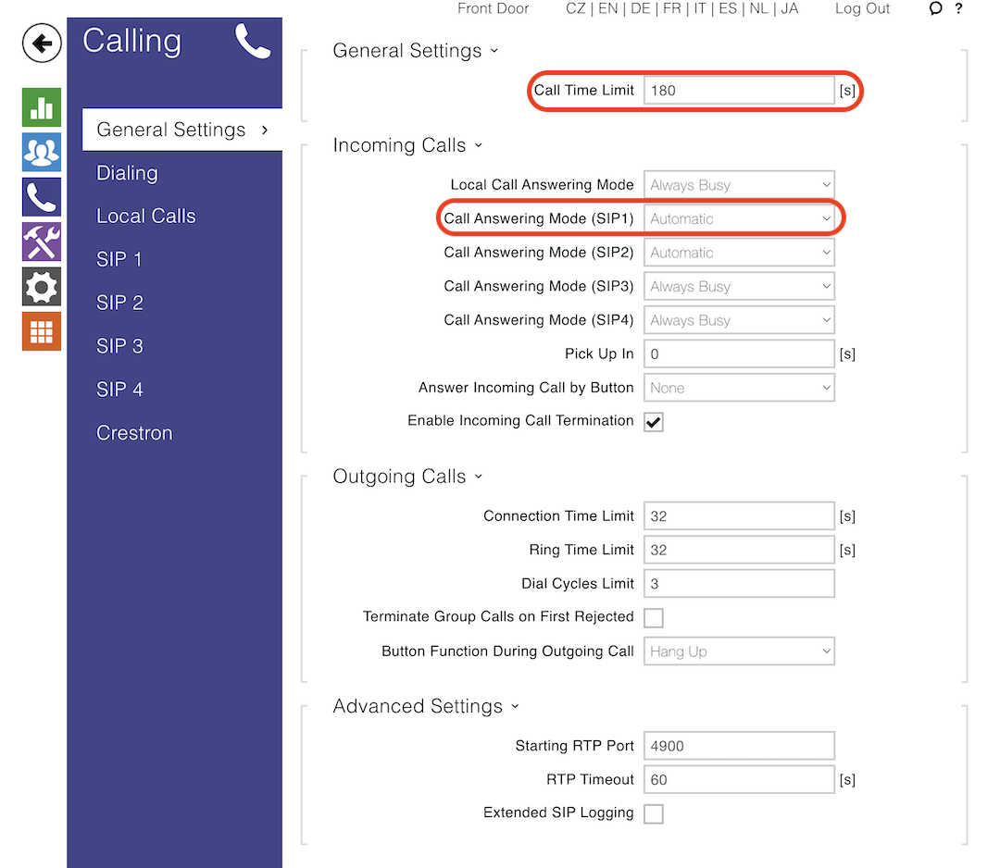 Front Door CZ | EN | DE | FR | IT | ES | NL | JA Log Out ?
Calling
General Settings
Dialing
Local Calls
SIP 1
SIP 2
SIP 3
SIP 4
Crestron
General Settings
Call Time Limit 180 [s]
Incoming Calls
Local Call Answering Mode Always Busy
Call Answering Mode (SIP1) Automatic
Call Answering Mode (SIP2) Automatic
Call Answering Mode (SIP3) Always Busy
Call Answering Mode (SIP4) Always Busy
Pick Up In 0 [s]
Answer Incoming Call by Button None
Enable Incoming Call Termination
Outgoing Calls
Connection Time Limit 32 [s]
Ring Time Limit 32 [s]
Dial Cycles Limit 3
Terminate Group Calls on First Rejected
Button Function During Outgoing Call Hang Up
Advanced Settings
Starting RTP Port 4900
RTP Timeout 60 [s]
Extended SIP Logging